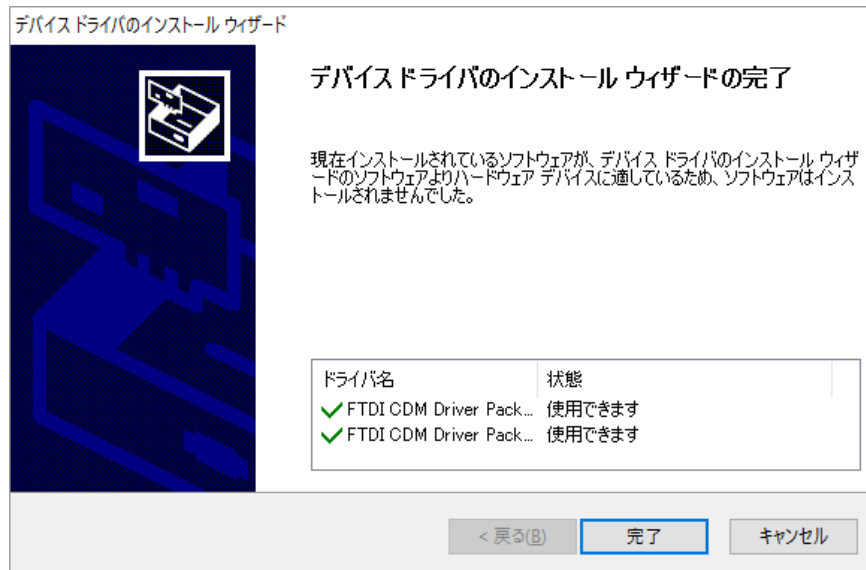 デバイス ドライバのインストール ウィザード
デバイス ドライバのインストール ウィザードの完了
現在インストールされているソフトウェアが、デバイス ドライバのインストール ウィザ
ードのソフトウェアよりハードウェア デバイスに適しているため、ソフトウェアはインス
トールされませんでした。
ドライバ名 状態
FTDI CDM Driver Pack... 使用できます
FTDI CDM Driver Pack... 使用できます
< 戻る(B) 完了 キャンセル